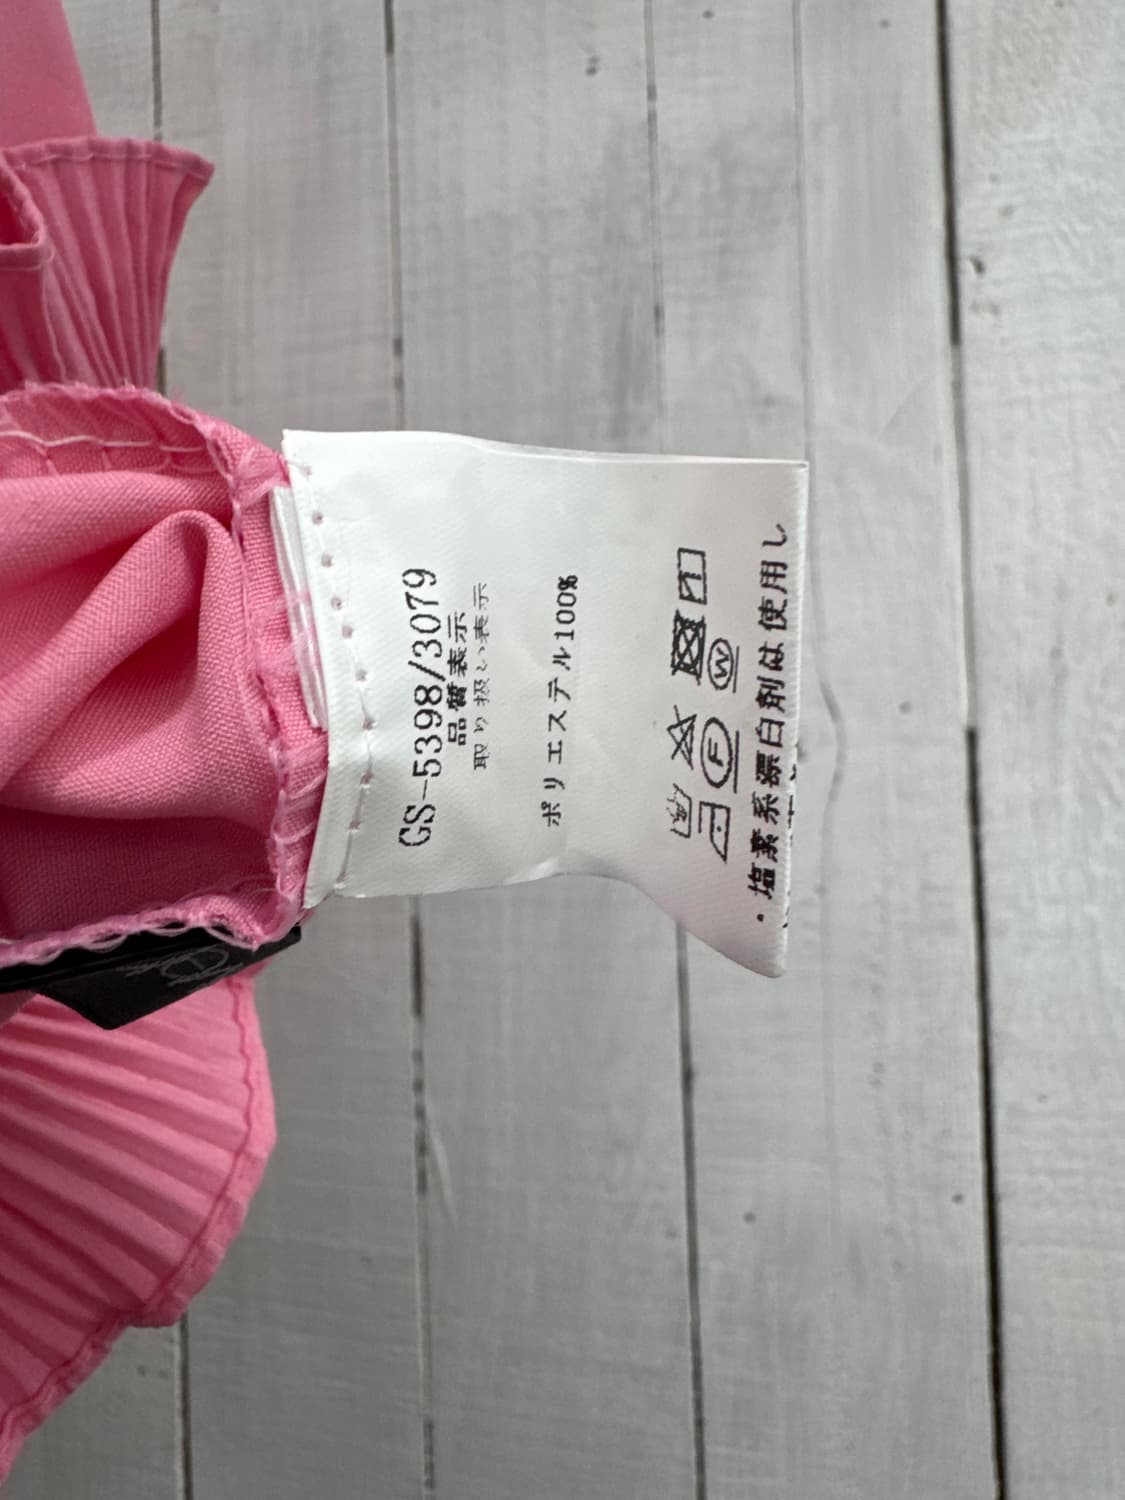 GS-5398/3079
品質表示
取り扱い表示
ポリエステル100%
F W
・塩素系漂白剤は使用し